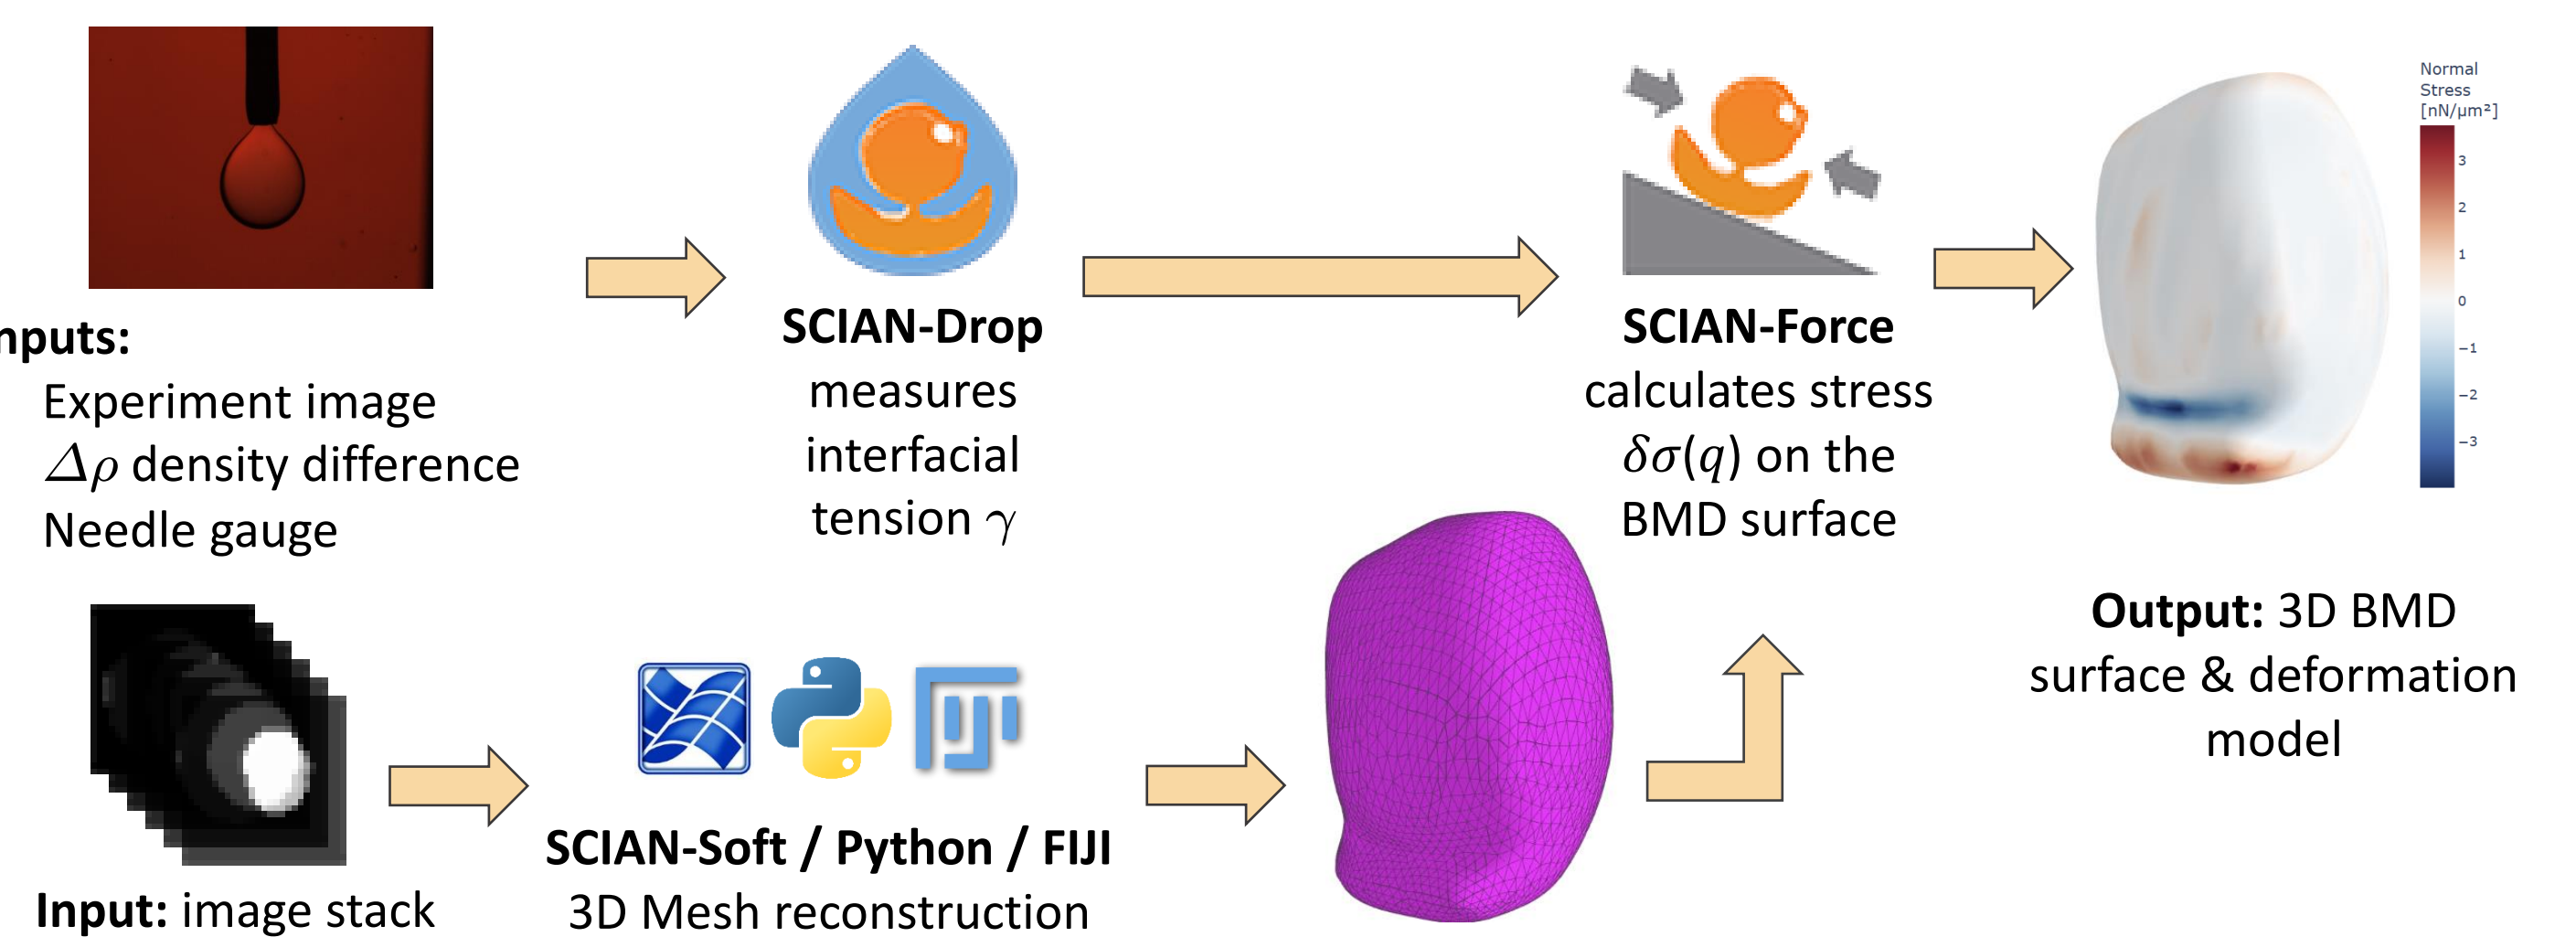 nputs:
Experiment image
Δρ density difference
Needle gauge
SCIAN-Drop
measures
interfacial
tension γ
SCIAN-Force
calculates stress
δσ(q) on the
BMD surface
Normal
Stress
[nN/μm²]
3
2
1
0
−1
−2
−3
Input: image stack
SCIAN-Soft / Python / FIJI
3D Mesh reconstruction
Output: 3D BMD
surface & deformation
model